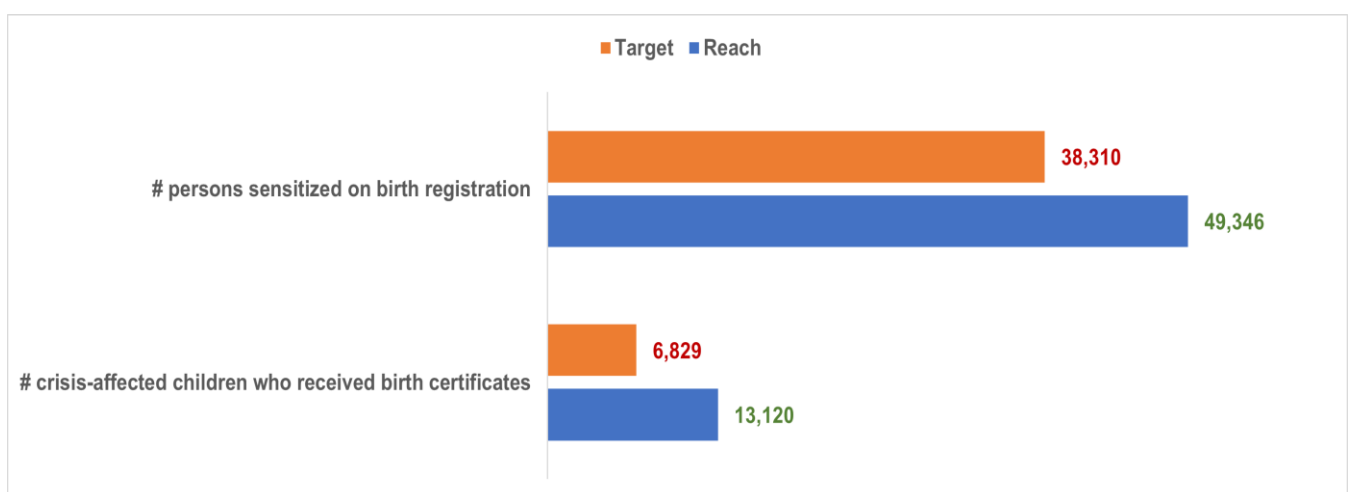 Target Reach
# persons sensitized on birth registration
38,310
49,346
# crisis-affected children who received birth certificates
6,829
13,120